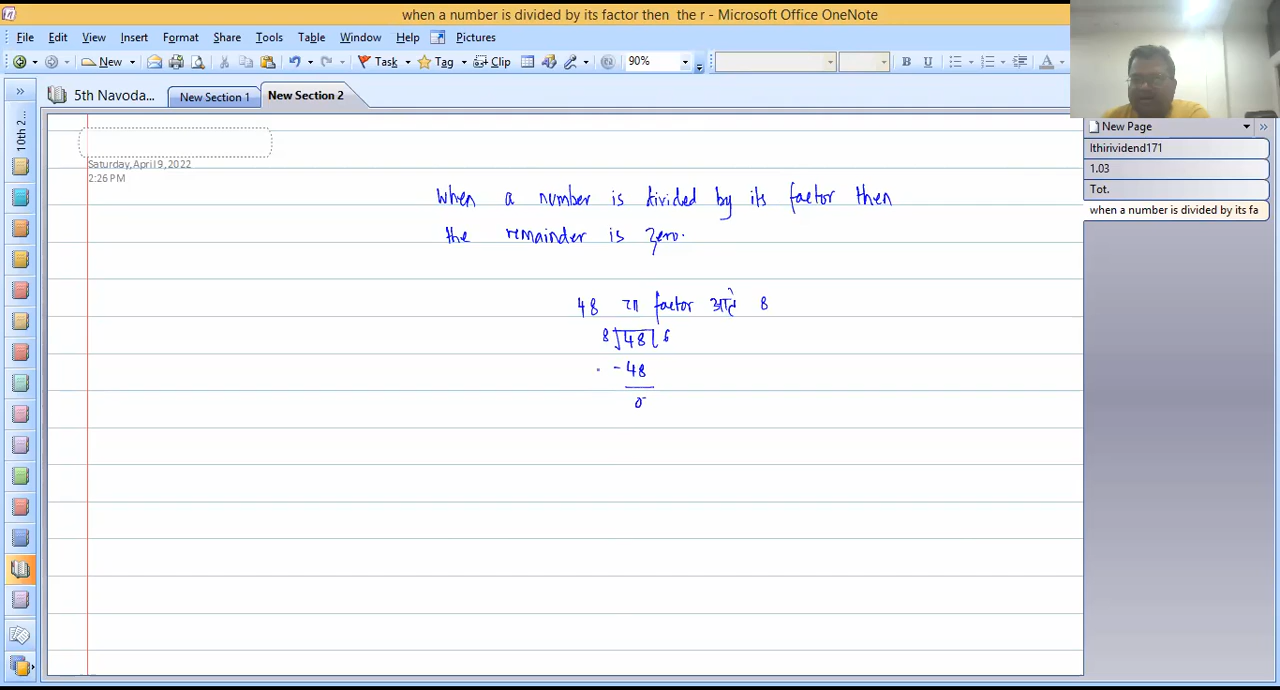 when a number is divided by its factor then  the r - Microsoft Office OneNote
File Edit View Insert Format Share Tools Table Window Help Pictures
New Task Tag Clip 90% B U A
5th Navoda... New Section 1 New Section 2
10th 2...
New Page
Ithirividend171
1.03
Tot.
when a number is divided by its fa
Saturday, April 9, 2022
2:26 PM
When a number is divided by its factor then
the remainder is zero.
48 चा factor आहे 8
8 48 6
- 48
0